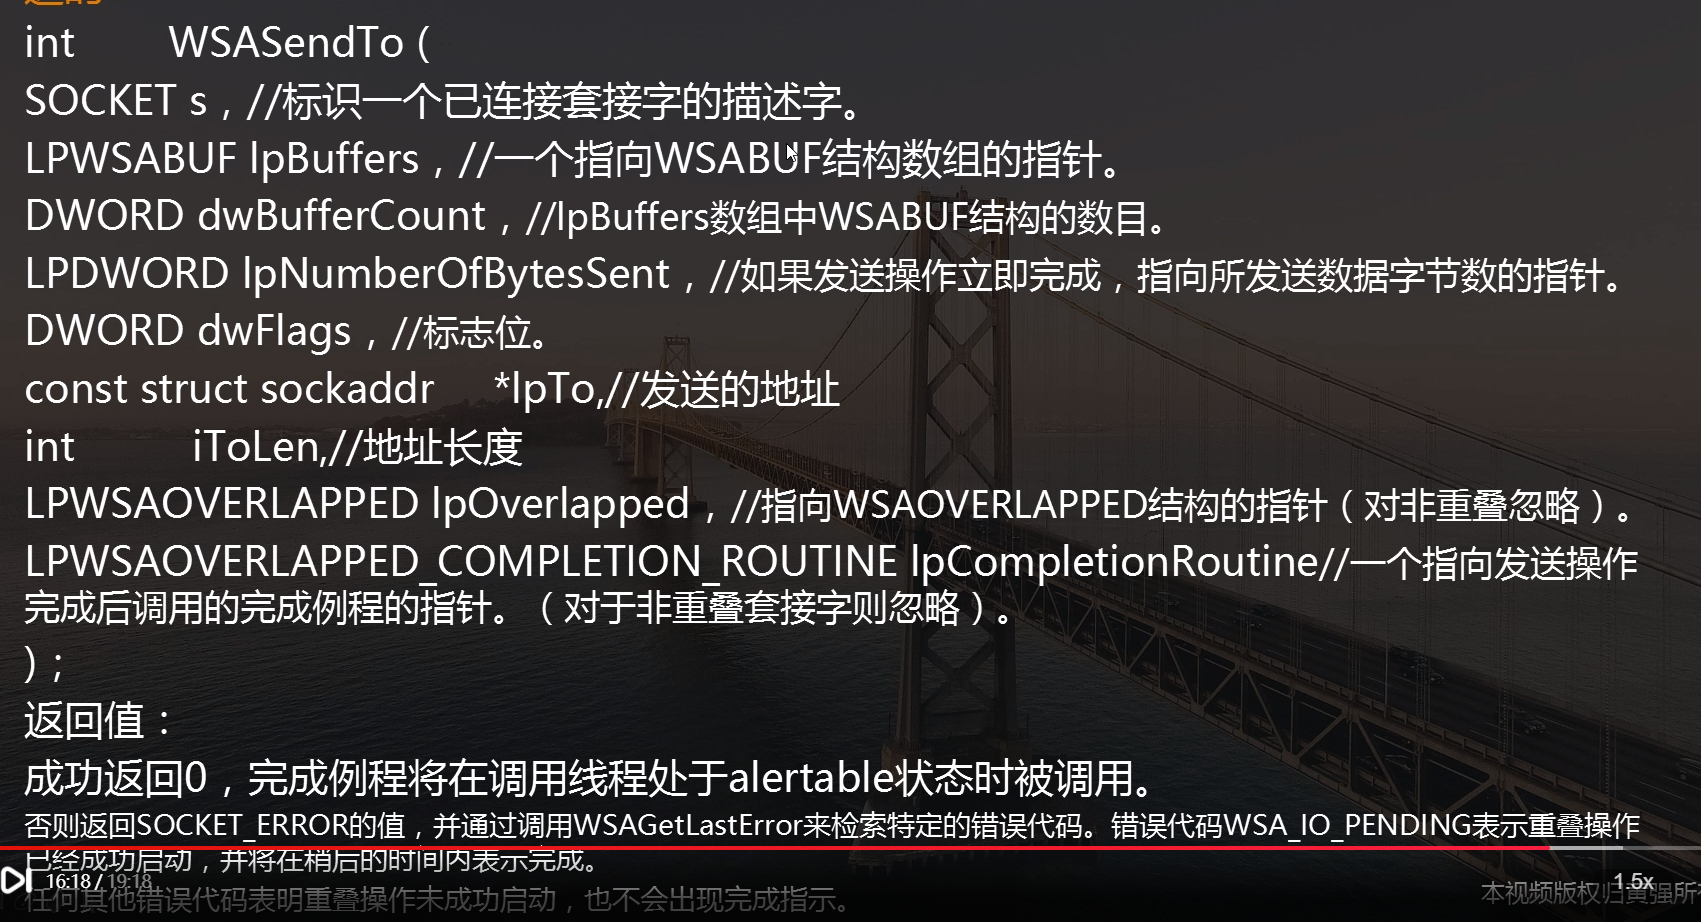 int WSASendTo (
SOCKET s，//标识一个已连接套接字的描述字。
LPWSABUF lpBuffers，//一个指向WSABUF结构数组的指针。
DWORD dwBufferCount，//lpBuffers数组中WSABUF结构的数目。
LPDWORD lpNumberOfBytesSent，//如果发送操作立即完成，指向所发送数据字节数的指针。
DWORD dwFlags，//标志位。
const struct sockaddr *lpTo,//发送的地址
int iToLen,//地址长度
LPWSAOVERLAPPED lpOverlapped，//指向WSAOVERLAPPED结构的指针（对非重叠忽略）。
LPWSAOVERLAPPED_COMPLETION_ROUTINE lpCompletionRoutine//一个指向发送操作
完成后调用的完成例程的指针。（对于非重叠套接字则忽略）。
)；
返回值：
成功返回0，完成例程将在调用线程处于alertable状态时被调用。
否则返回SOCKET_ERROR的值，并通过调用WSAGetLastError来检索特定的错误代码。错误代码WSA_IO_PENDING表示重叠操作
已经成功启动，并将在稍后的时间内表示完成。
16:18 / 19:18
1.5x
任何其他错误代码表明重叠操作未成功启动，也不会出现完成指示。
本视频版权归黄强所